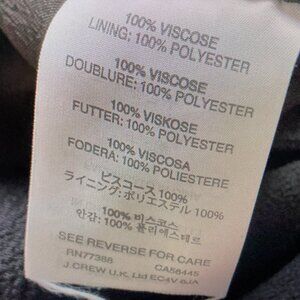 100% VISCOSE
LINING: 100% POLYESTER
100% VISCOSE
DOUBLURE: 100% POLYESTER
100% VISKOSE
FUTTER: 100% POLYESTER
100% VISCOSA
FODERA: 100% POLIESTERE
ビスコース 100%
ライニング: ポリエステル 100%
100% 비스코스
안감: 100% 폴리에스테르
SEE REVERSE FOR CARE
RN77388 CA56445
J.CREW U.K. Ltd EC4V 6JA